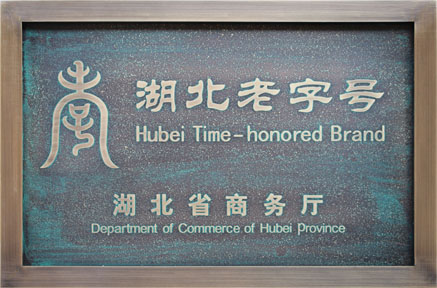 湖北老字号
Hubei Time-honored Brand
湖北省商务厅
Department of Commerce of Hubei Province